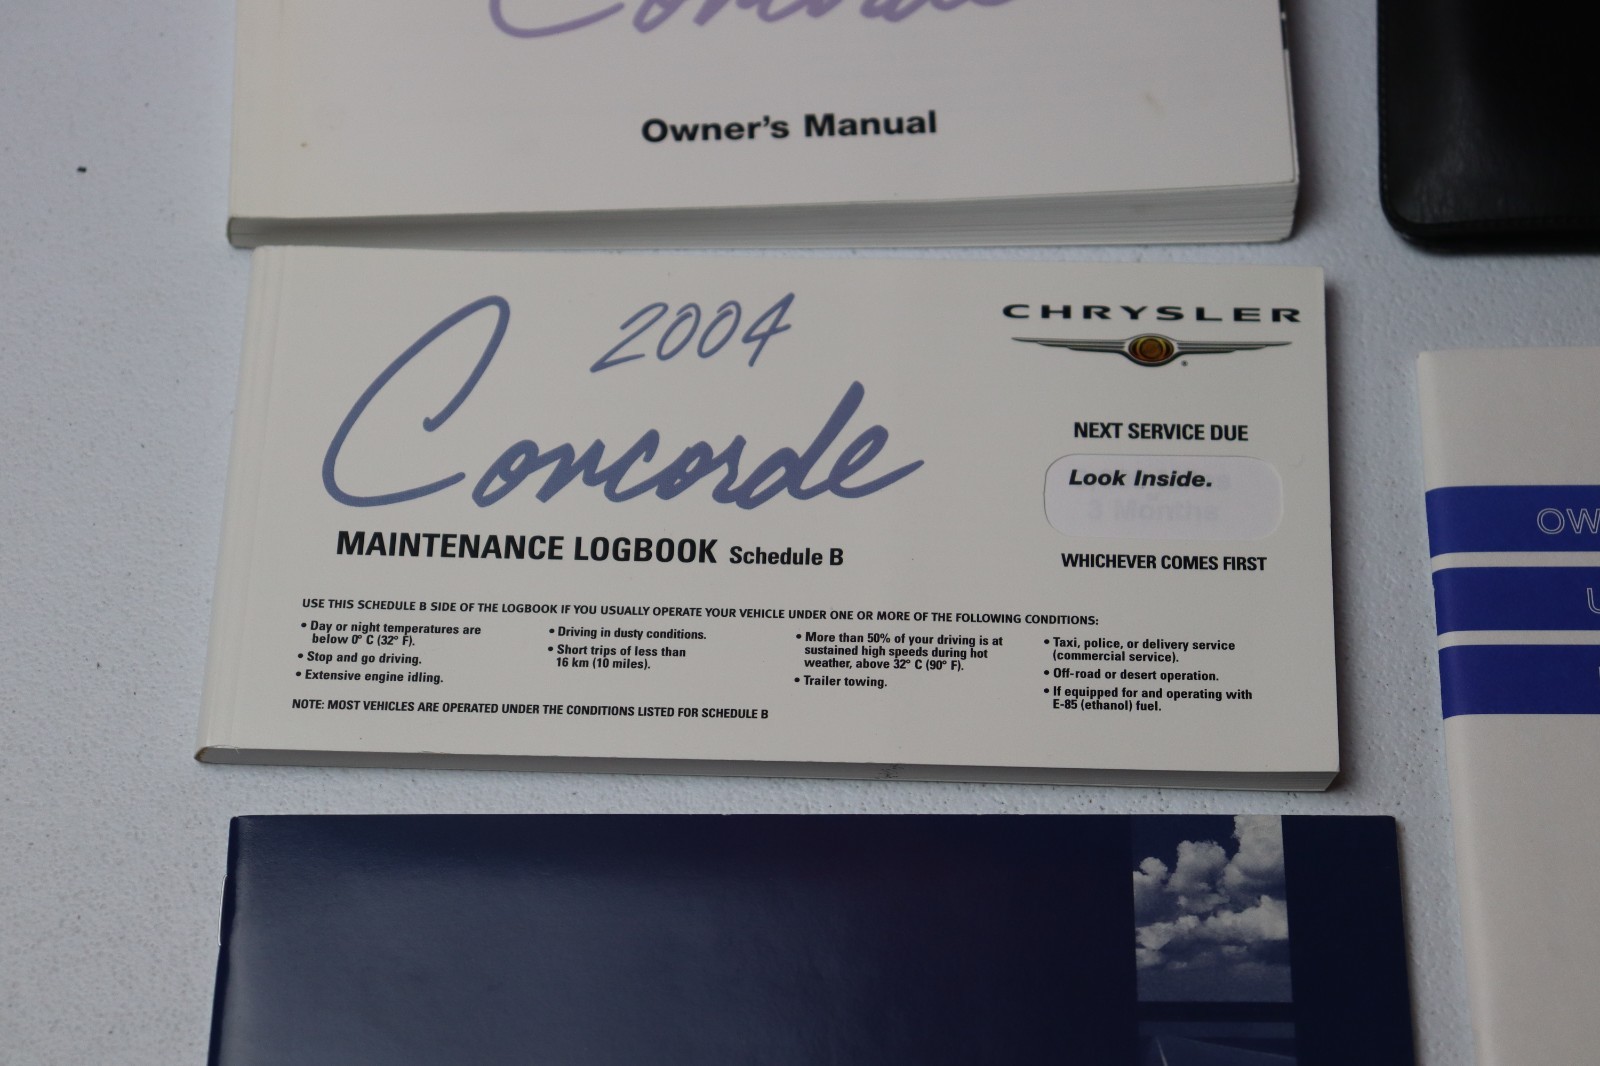 Concorde
Owner's Manual
2004
Concorde
CHRYSLER
NEXT SERVICE DUE
Look Inside.
3 Months
WHICHEVER COMES FIRST
MAINTENANCE LOGBOOK Schedule B
USE THIS SCHEDULE B SIDE OF THE LOGBOOK IF YOU USUALLY OPERATE YOUR VEHICLE UNDER ONE OR MORE OF THE FOLLOWING CONDITIONS:
• Day or night temperatures are
below 0° C (32° F).
• Stop and go driving.
• Extensive engine idling.
• Driving in dusty conditions.
• Short trips of less than
16 km (10 miles).
• More than 50% of your driving is at
sustained high speeds during hot
weather, above 32° C (90° F).
• Trailer towing.
• Taxi, police, or delivery service
(commercial service).
• Off-road or desert operation.
• If equipped for and operating with
E-85 (ethanol) fuel.
NOTE: MOST VEHICLES ARE OPERATED UNDER THE CONDITIONS LISTED FOR SCHEDULE B
OW